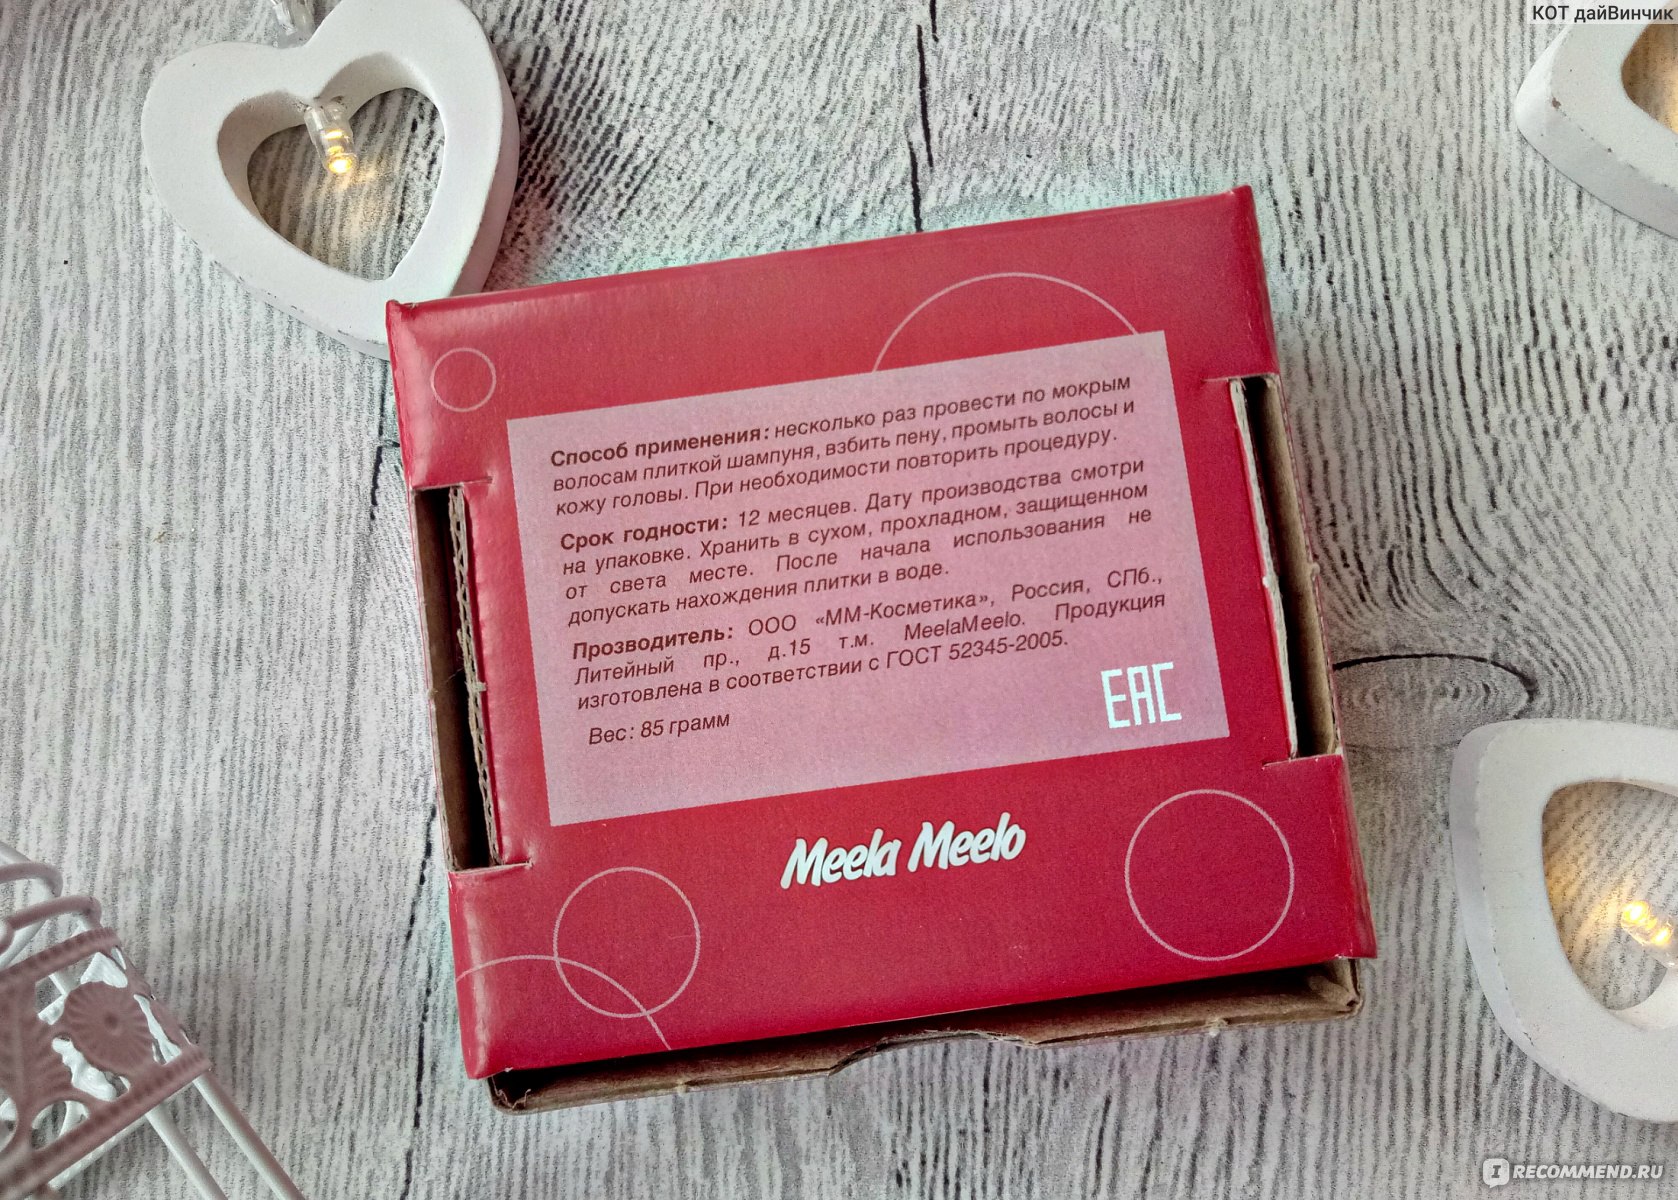 КОТ дайВинчик
Способ применения: несколько раз провести по мокрым
волосам плиткой шампуня, взбить пену, промыть волосы и
кожу головы. При необходимости повторить процедуру.
Срок годности: 12 месяцев. Дату производства смотри
на упаковке. Хранить в сухом, прохладном, защищенном
от света месте. После начала использования не
допускать нахождения плитки в воде.
Прозводитель: ООО «ММ-Косметика», Россия, СПб.,
Литейный пр., д.15 т.м. MeelaMeelo. Продукция
изготовлена в соответствии с ГОСТ 52345-2005.
Вес: 85 грамм
EAC
Meela Meelo
I RECOMMEND.RU